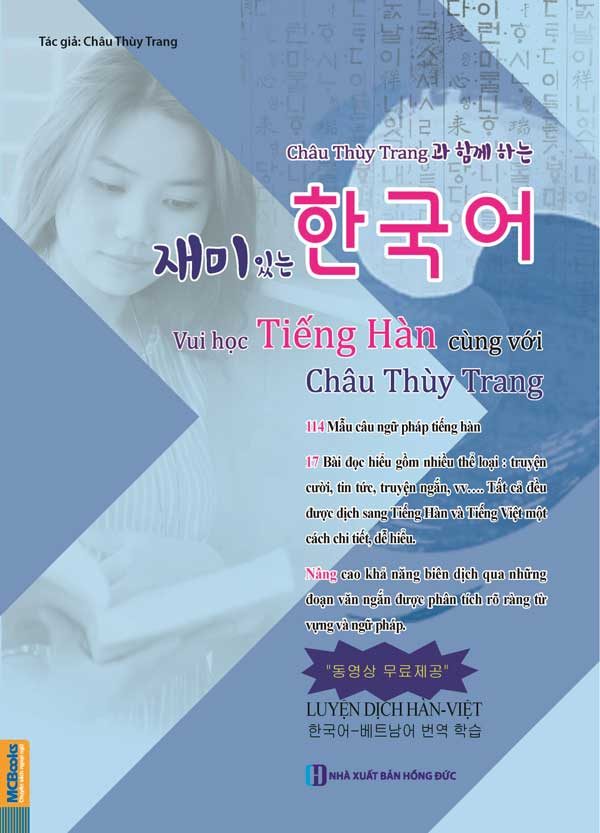 Tác giả: Châu Thùy Trang
Châu Thùy Trang 과 함께 하는
재미있는 한국어
Vui học Tiếng Hàn cùng với
Châu Thùy Trang
114 Mẫu câu ngữ pháp tiếng hàn
17 Bài đọc hiểu gồm nhiều thể loại : truyện
cười, tin tức, truyện ngắn, vv.... Tất cả đều
được dịch sang Tiếng Hàn và Tiếng Việt một
cách chi tiết, dễ hiểu.
Nâng cao khả năng biên dịch qua những
đoạn văn ngắn được phân tích rõ ràng từ
vựng và ngữ pháp.
"동영상 무료제공"
LUYỆN DỊCH HÀN-VIỆT
한국어-베트남어 번역 학습
NHÀ XUẤT BẢN HỒNG ĐỨC
MCBooks
Chuyên sách ngoại ngữ